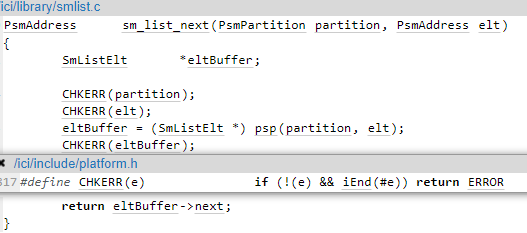 /ici/library/smlist.c
PsmAddress sm_list_next(PsmPartition partition, PsmAddress elt)
{
SmListElt *eltBuffer;
CHKERR(partition);
CHKERR(elt);
eltBuffer = (SmListElt *) psp(partition, elt);
CHKERR(eltBuffer);
/ici/include/platform.h
317 #define CHKERR(e) if (!(e) && iEnd(#e)) return ERROR
return eltBuffer->next;
}